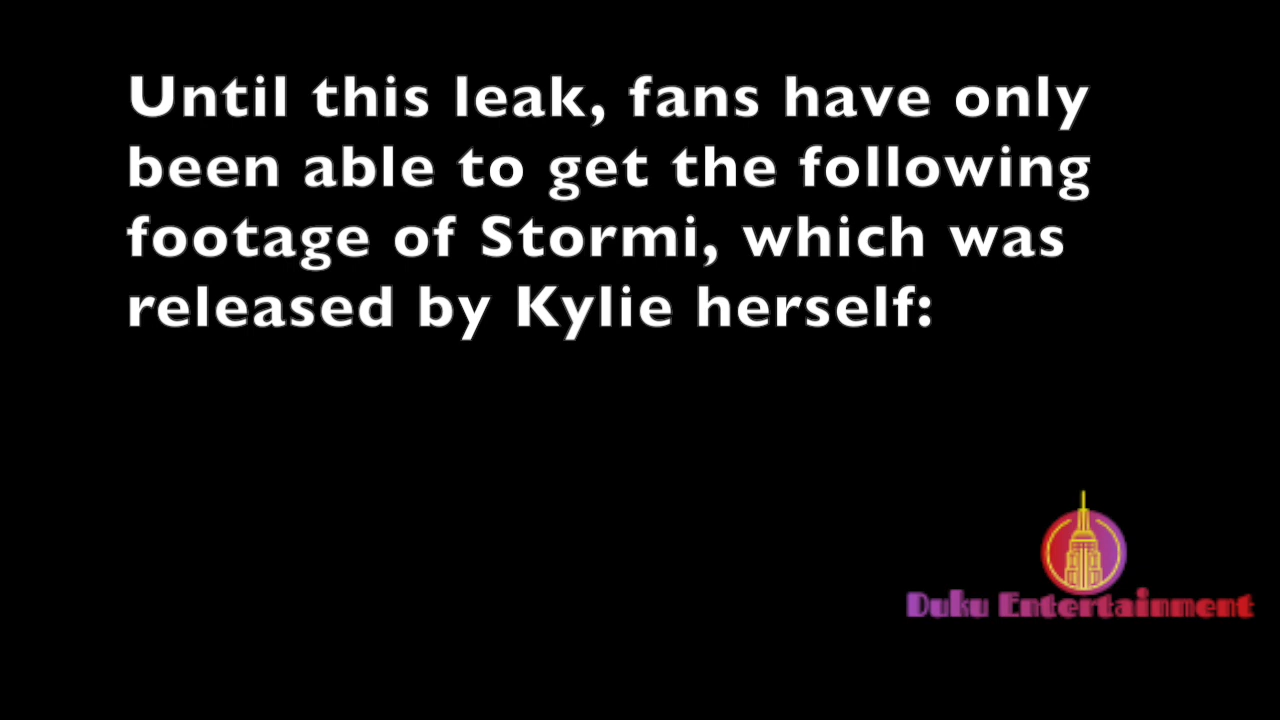 Until this leak, fans have only
been able to get the following
footage of Stormi, which was
released by Kylie herself:
Duku Entertainment